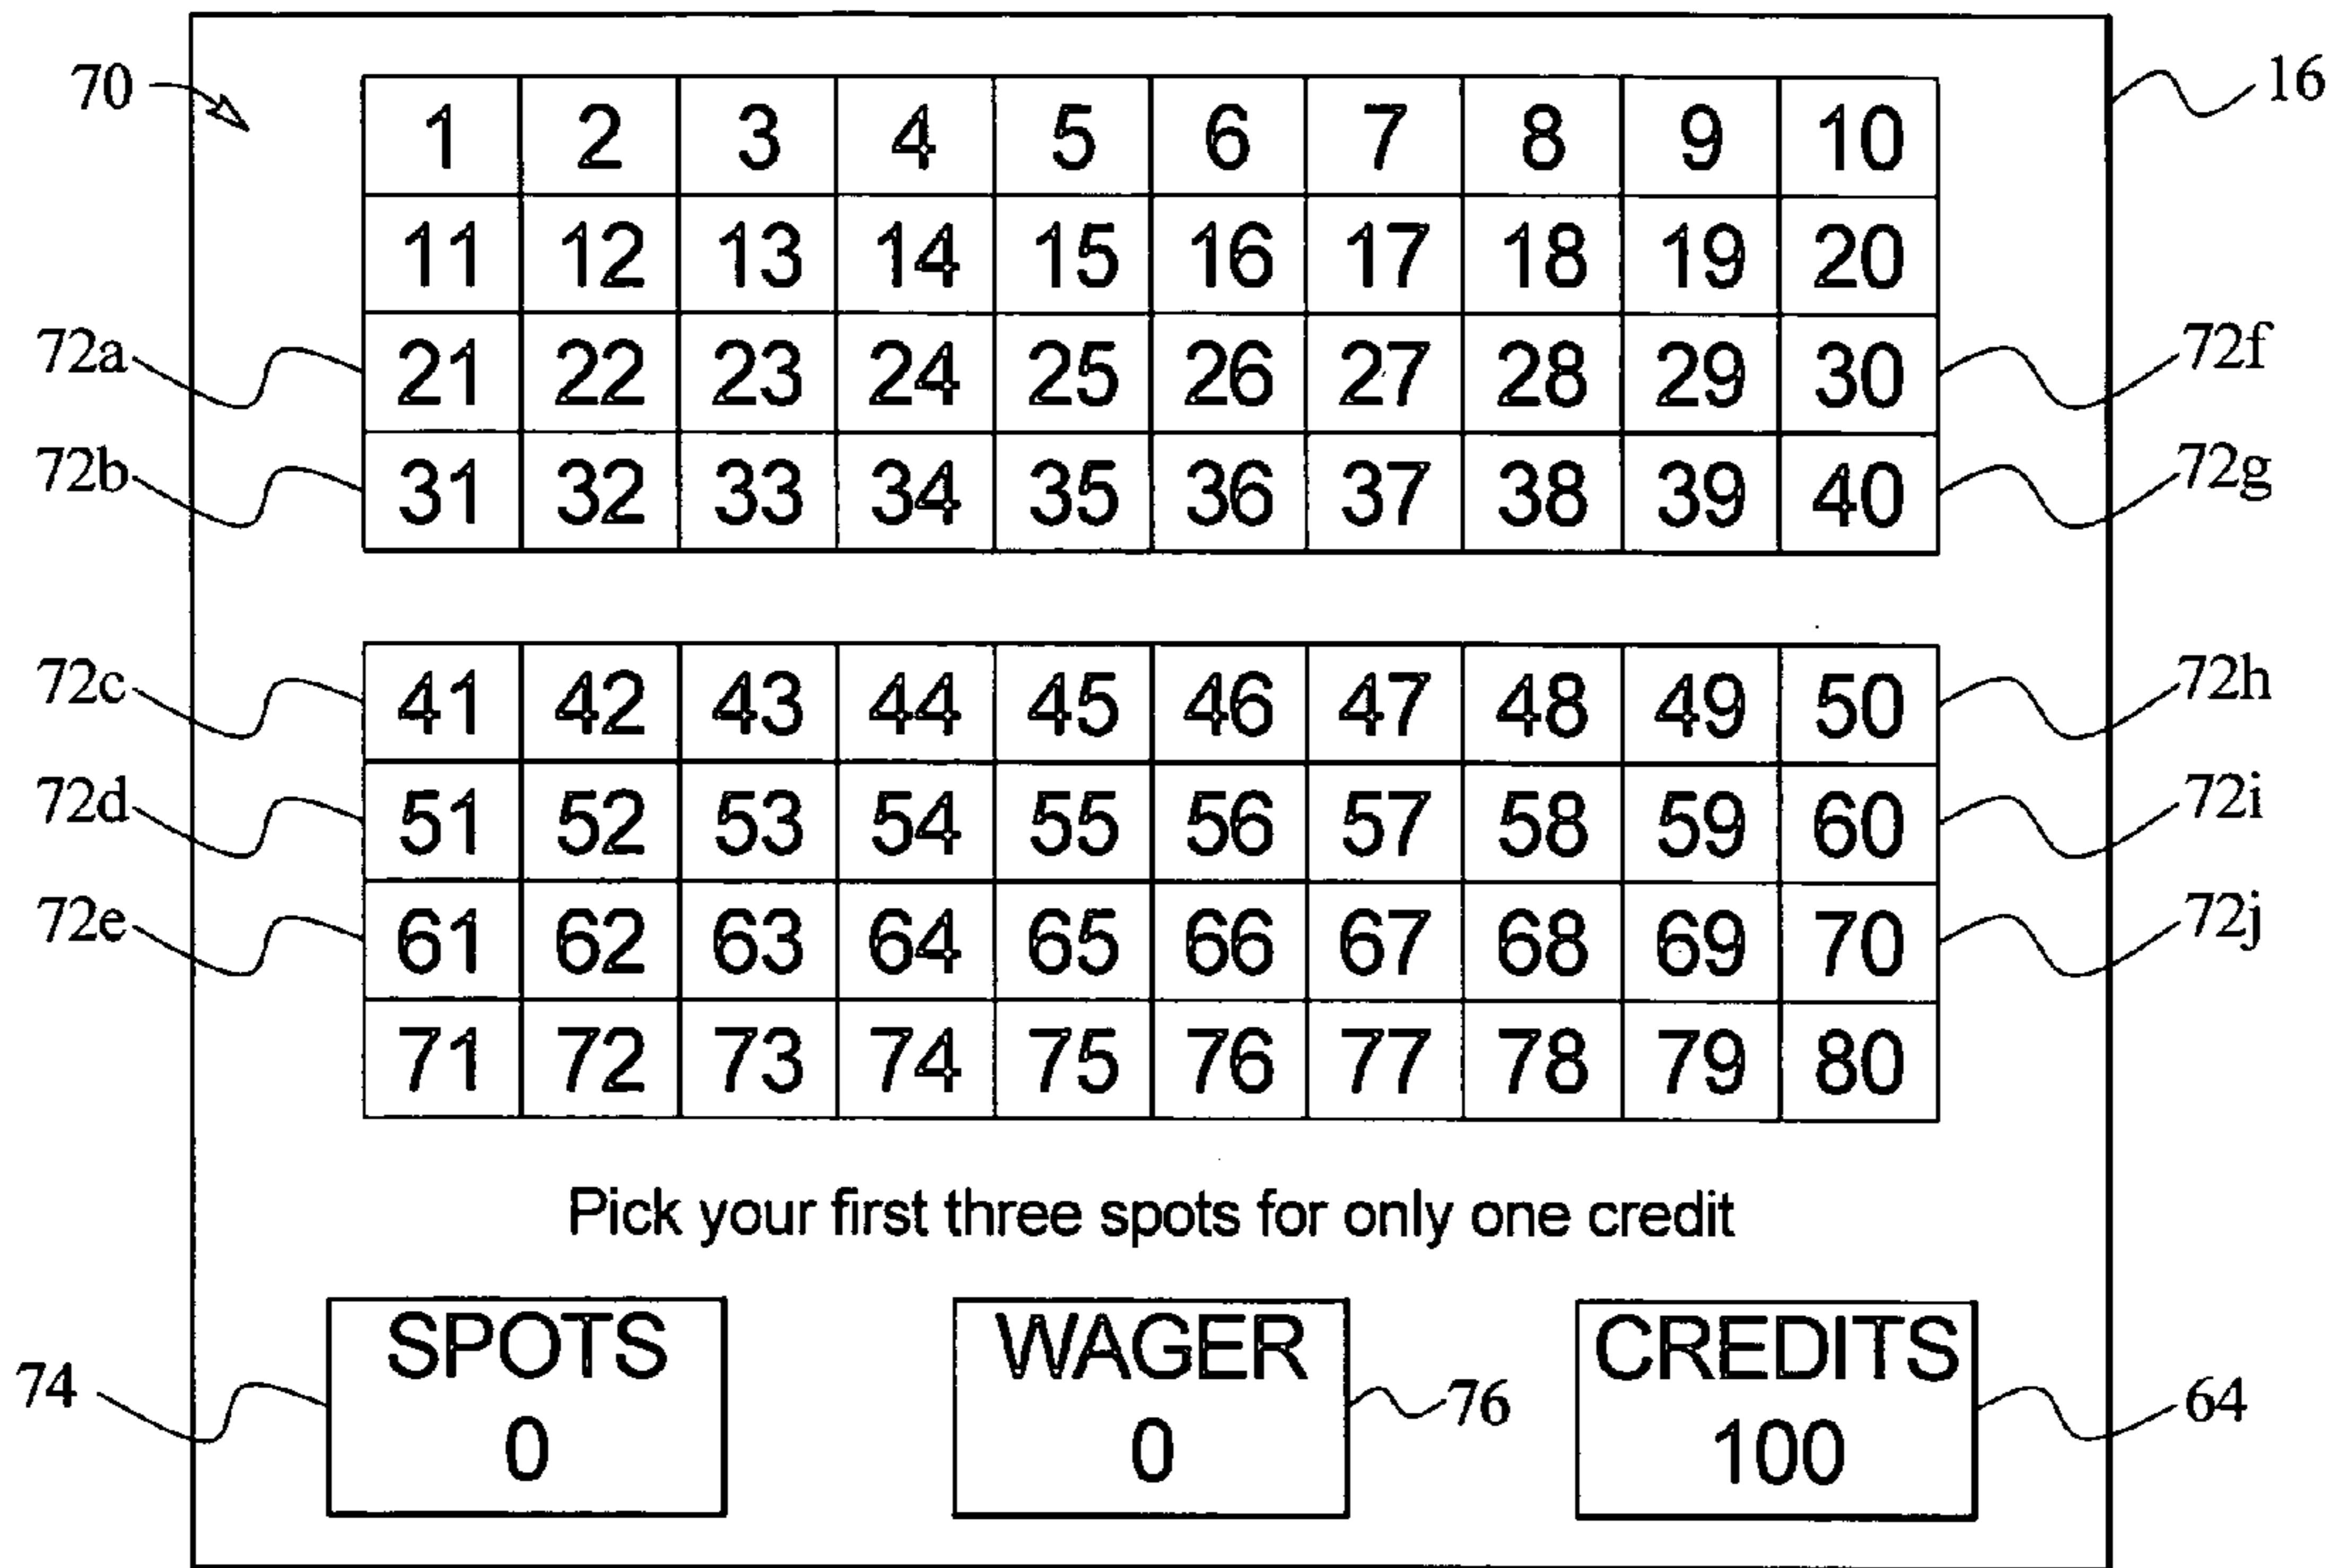 70 1 2 3 4 5 6 7 8 9 10 16
11 12 13 14 15 16 17 18 19 20
72a 21 22 23 24 25 26 27 28 29 30 72f
72b 31 32 33 34 35 36 37 38 39 40 72g
72c 41 42 43 44 45 46 47 48 49 50 72h
72d 51 52 53 54 55 56 57 58 59 60 72i
72e 61 62 63 64 65 66 67 68 69 70 72j
71 72 73 74 75 76 77 78 79 80
Pick your first three spots for only one credit
SPOTS WAGER CREDITS
74 76 64
0 0 100